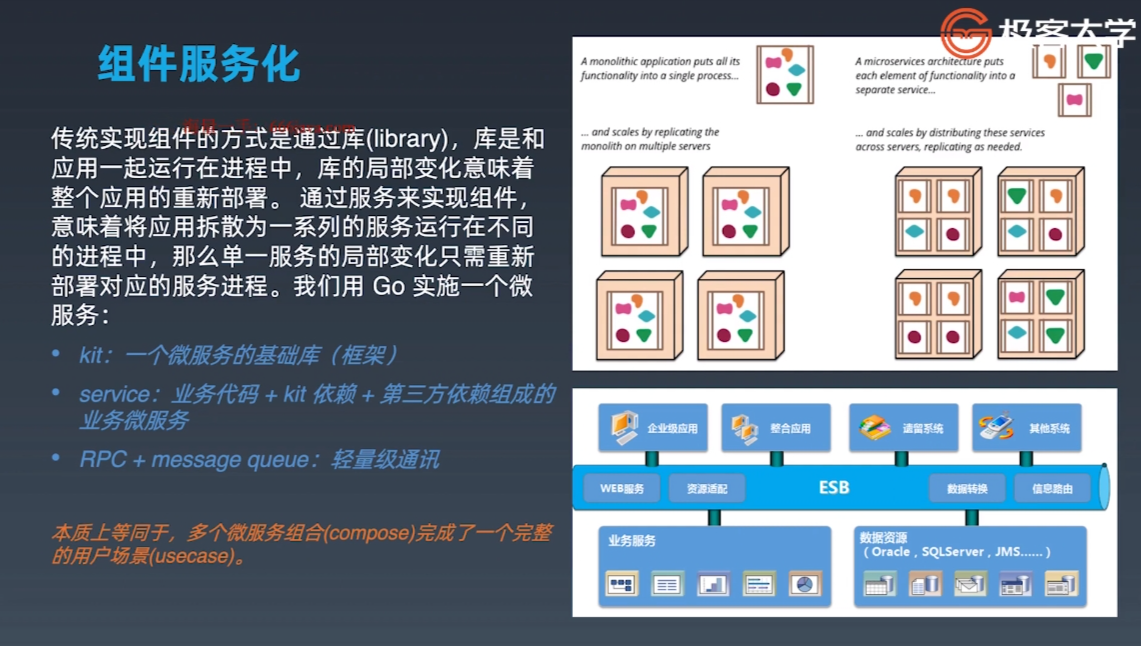 极客大学
组件服务化
传统实现组件的方式是通过库(library)，库是和
应用一起运行在进程中，库的局部变化意味着
整个应用的重新部署。 通过服务来实现组件，
意味着将应用拆散为一系列的服务运行在不同
的进程中，那么单一服务的局部变化只需重新
部署对应的服务进程。我们用 Go 实施一个微
服务：
• kit：一个微服务的基础库（框架）
• service：业务代码 + kit 依赖 + 第三方依赖组成的
业务微服务
• RPC + message queue：轻量级通讯
本质上等同于，多个微服务组合(compose)完成了一个完整
的用户场景(usecase)。
A monolithic application puts all its
functionality into a single process...
... and scales by replicating the
monolith on multiple servers
A microservices architecture puts
each element of functionality into a
separate service...
... and scales by distributing these services
across servers, replicating as needed.
企业级应用
整合应用
遗留系统
其他系统
WEB服务
资源适配
ESB
数据转换
信息路由
业务服务
数据资源
（Oracle，SQLServer，JMS......）